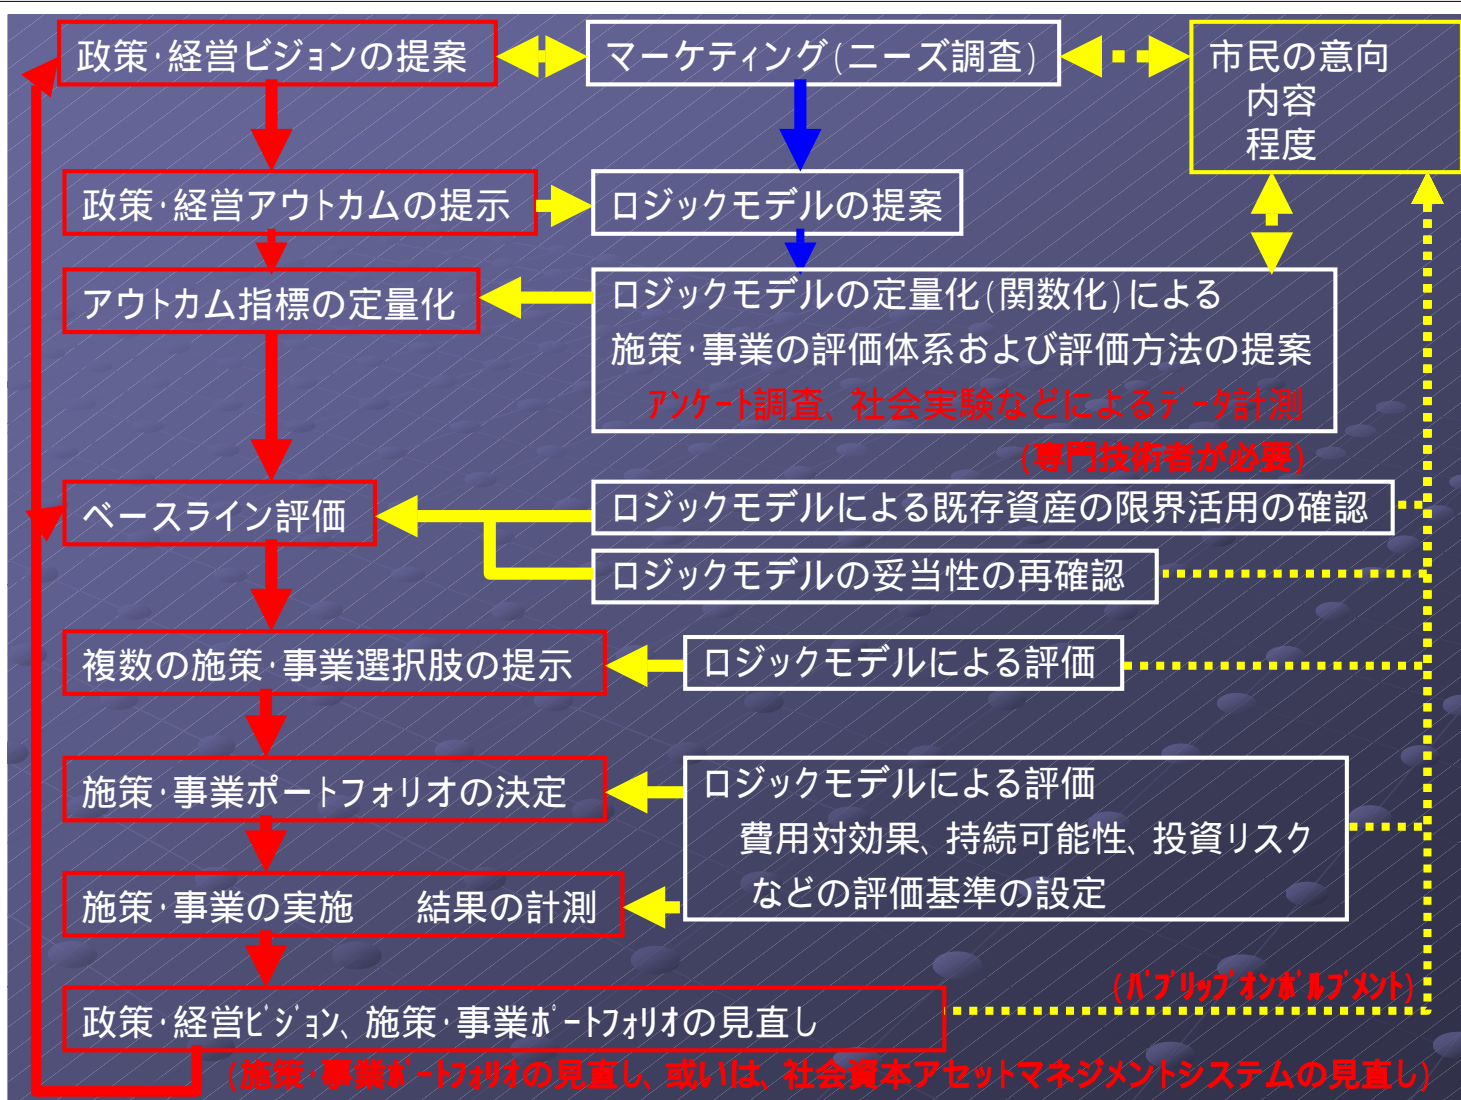 政策・経営ビジョンの提案
マーケティング(ニーズ調査)
市民の意向
内容
程度
政策・経営アウトカムの提示
ロジックモデルの提案
アウトカム指標の定量化
ロジックモデルの定量化(関数化)による
施策・事業の評価体系および評価方法の提案
ｱﾝｹｰﾄ調査、社会実験などによるﾃﾞｰﾀ計測
(専門技術者が必要)
ベースライン評価
ロジックモデルによる既存資産の限界活用の確認
ロジックモデルの妥当性の再確認
複数の施策・事業選択肢の提示
ロジックモデルによる評価
施策・事業ポートフォリオの決定
ロジックモデルによる評価
費用対効果、持続可能性、投資リスク
などの評価基準の設定
施策・事業の実施　結果の計測
(ﾊﾟﾌﾞﾘｯﾌﾟｵﾝﾎﾞﾙﾌﾞﾒﾝﾄ)
政策・経営ﾋﾞｼﾞｮﾝ、施策・事業ﾎﾟｰﾄﾌｫﾘｵの見直し
(施策・事業ﾎﾟｰﾄﾌｫﾘｵの見直し、或いは、社会資本アセットマネジメントシステムの見直し)